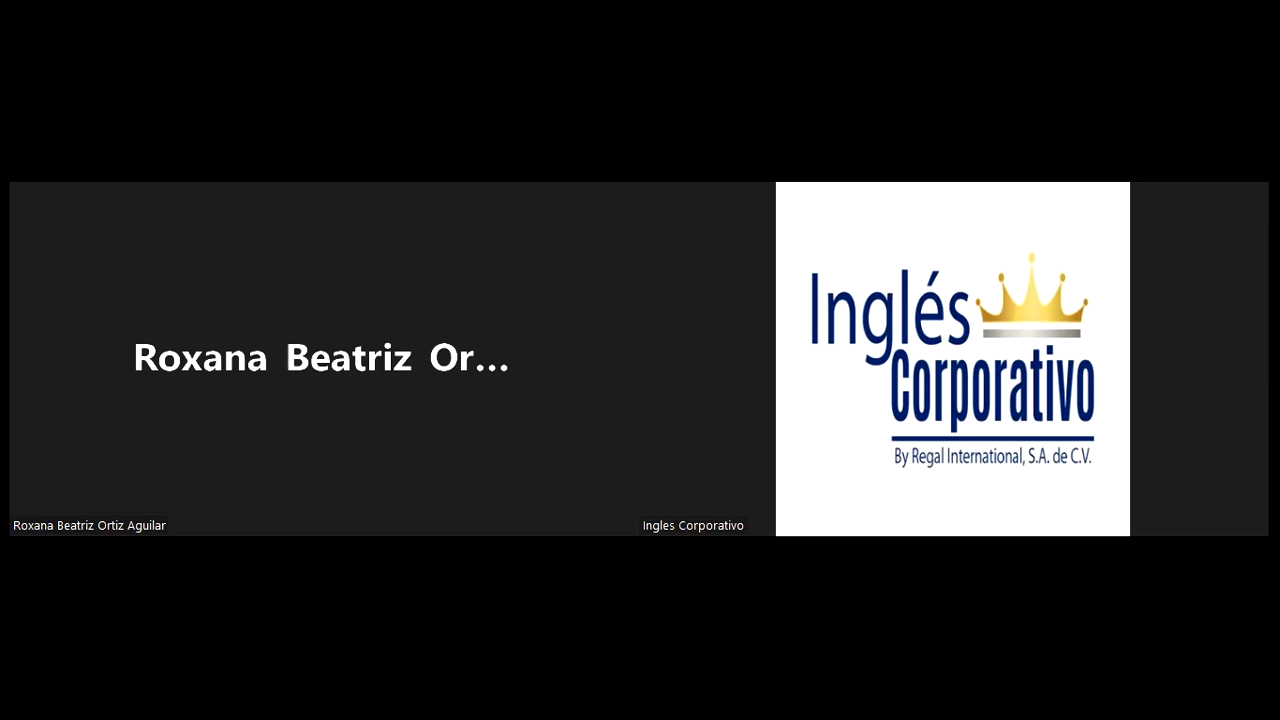 Roxana Beatriz Or...
Roxana Beatriz Ortiz Aguilar
Inglés
Corporativo
By Regal International, S.A. de C.V.
Ingles Corporativo